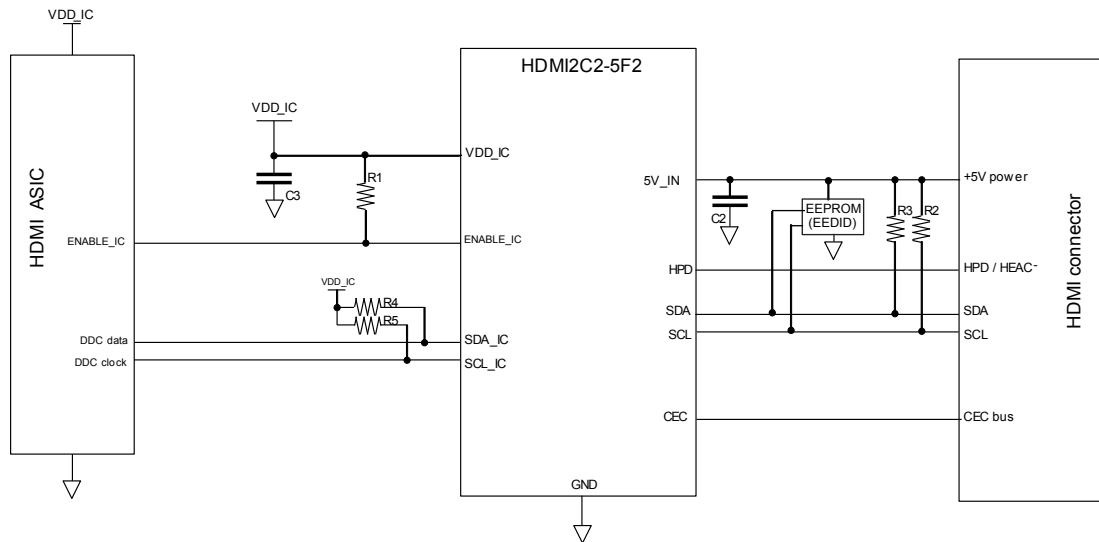 VDD_IC
HDMI ASIC
ENABLE_IC
DDC data
DDC clock
VDD_IC
C3
R1
VDD_IC
R4
R5
HDMI2C2-5F2
VDD_IC
ENABLE_IC
SDA_IC
SCL_IC
5V_IN
HPD
SDA
SCL
CEC
GND
C2
EEPROM
(EEDID)
R3
R2
+5V power
HPD / HEAC-
SDA
SCL
CEC bus
HDMI connector